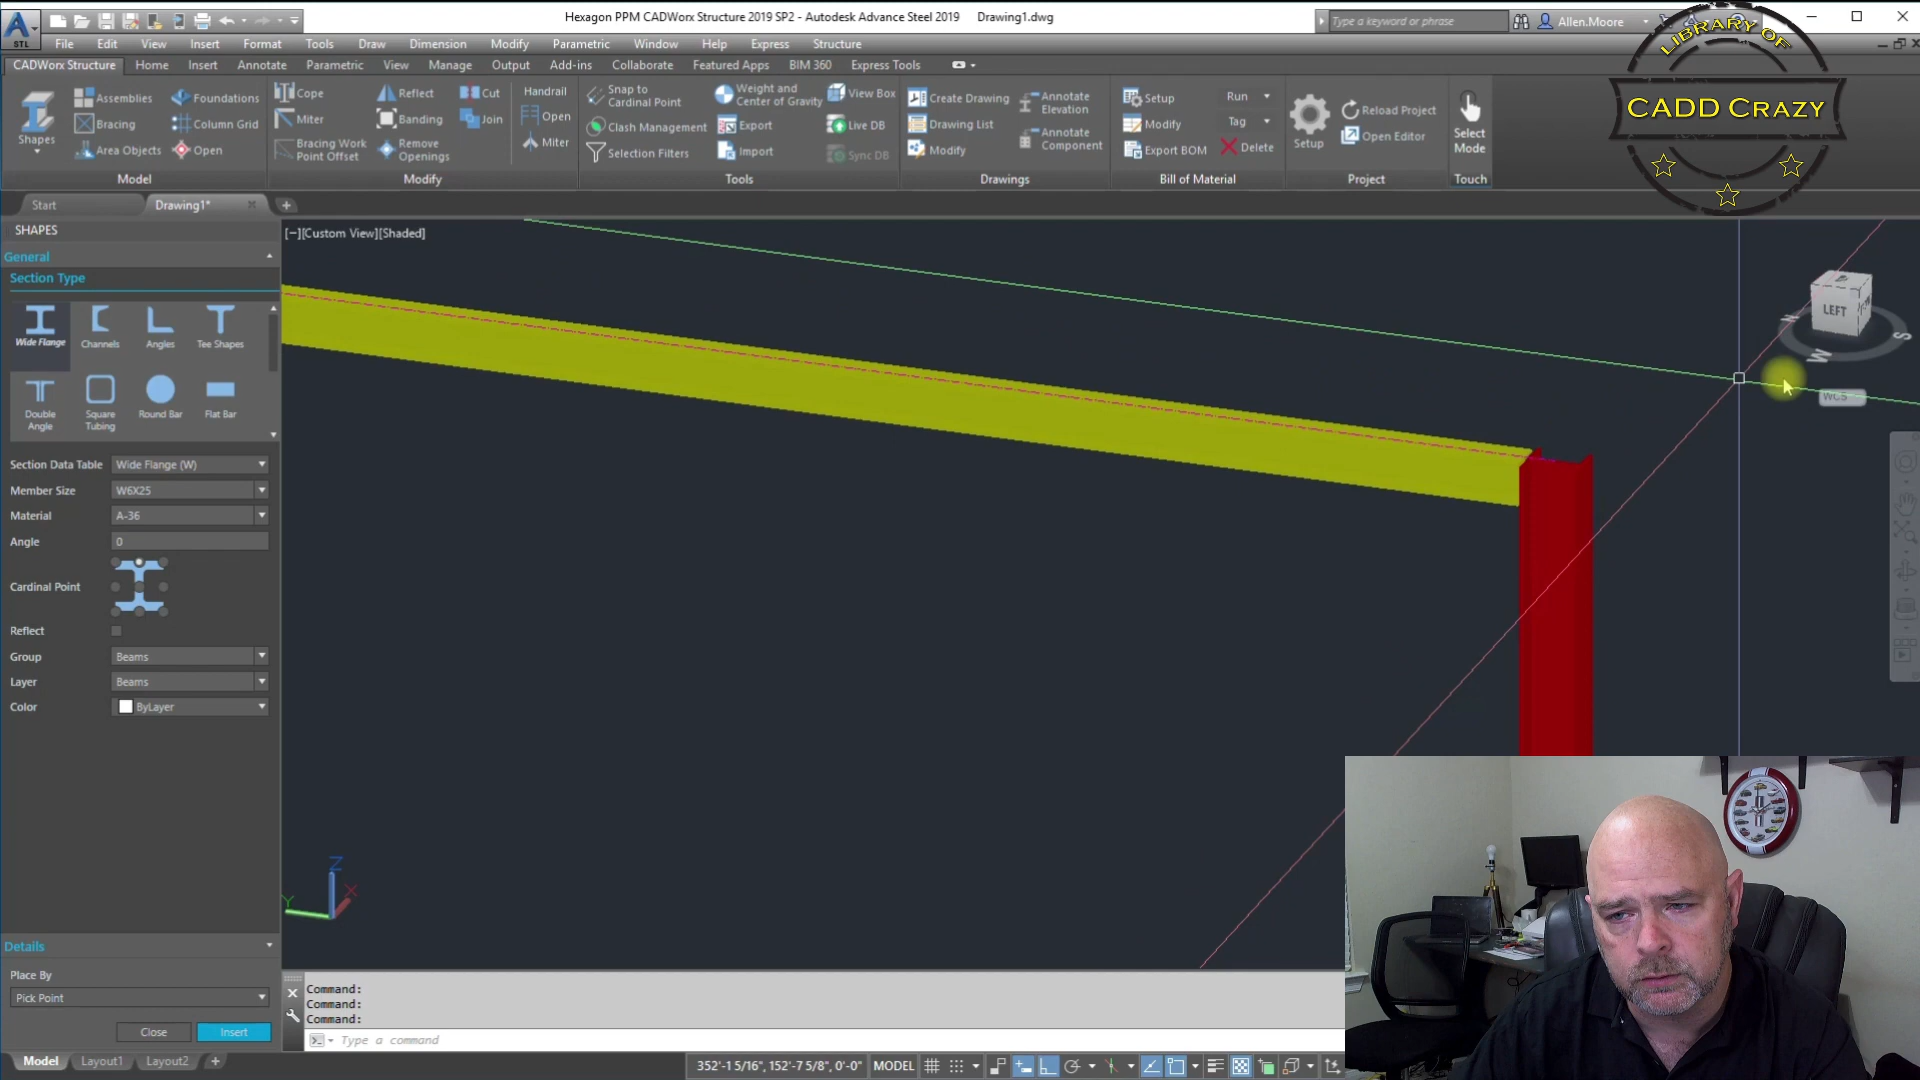 Hexagon PPM CADWorx Structure 2019 SP2 - Autodesk Advance Steel 2019 Drawing1.dwg
Type a keyword or phrase
Allen.Moore
STL
File Edit View Insert Format Tools Draw Dimension Modify Parametric Window Help Express Structure
CADWorx Structure Home Insert Annotate Parametric View Manage Output Add-ins Collaborate Featured Apps BIM 360 Express Tools
Shapes
Assemblies
Bracing
Area Objects
Foundations
Column Grid
Open
Model
Cope
Miter
Bracing Work
Point Offset
Reflect
Banding
Remove
Openings
Cut
Join
Modify
Handrail
Open
Miter
Snap to
Cardinal Point
Clash Management
Selection Filters
Weight and
Center of Gravity
Export
Import
View Box
Live DB
Sync DB
Tools
Create Drawing
Drawing List
Modify
Annotate
Elevation
Annotate
Component
Drawings
Setup
Modify
Export BOM
Run
Tag
Delete
Bill of Material
Setup
Reload Project
Open Editor
Project
Select
Mode
Touch
LIBRARY OF
CADD CRAZY
Start
Drawing1*
SHAPES
General
Section Type
Wide Flange
Channels
Angles
Tee Shapes
Double
Angle
Square
Tubing
Round Bar
Flat Bar
Section Data Table Wide Flange (W)
Member Size W6X25
Material A-36
Angle 0
Cardinal Point
Reflect
Group Beams
Layer Beams
Color ByLayer
Details
Place By
Pick Point
Close Insert
[−][Custom View][Shaded]
LEFT
N
W
S
WCS
Z
X
Y
Command:
Command:
Command:
Type a command
Model Layout1 Layout2
352'-1 5/16", 152'-7 5/8", 0'-0" MODEL